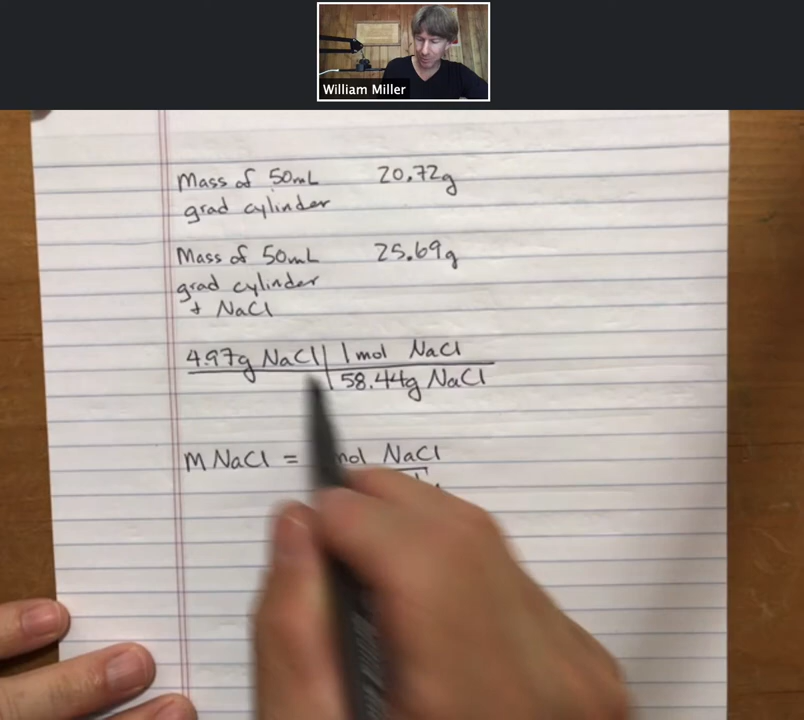 William Miller
Mass of 50mL 20.72g
grad cylinder
Mass of 50mL 25.69g
grad cylinder
+ NaCl
4.97g NaCl | 1 mol NaCl
58.44g NaCl
m NaCl = mol NaCl